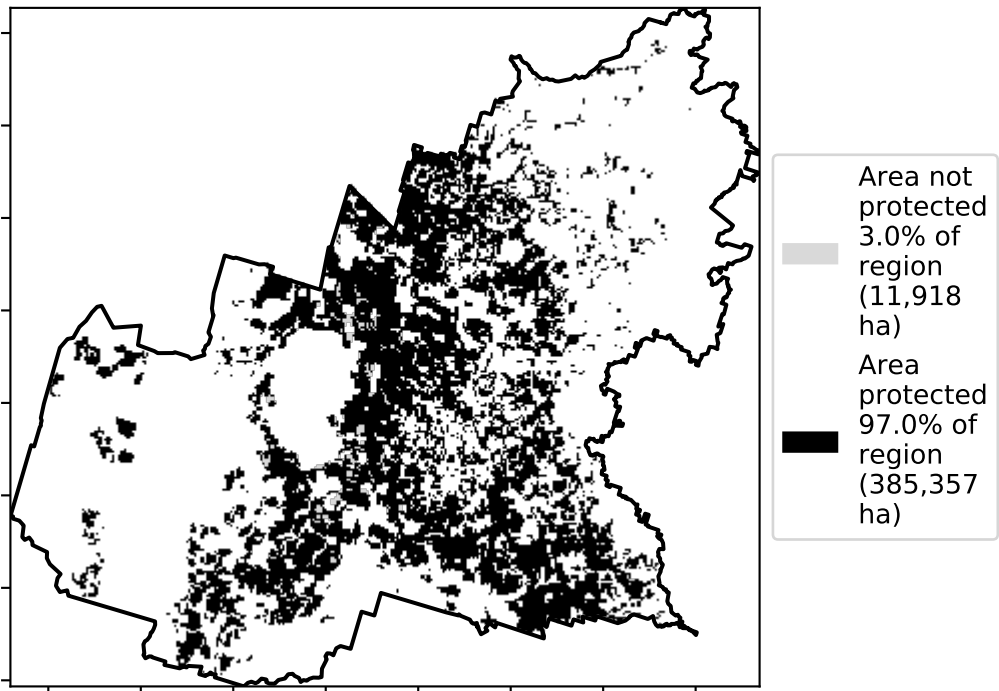 Area not
protected
3.0% of
region
(11,918
ha)
Area
protected
97.0% of
region
(385,357
ha)